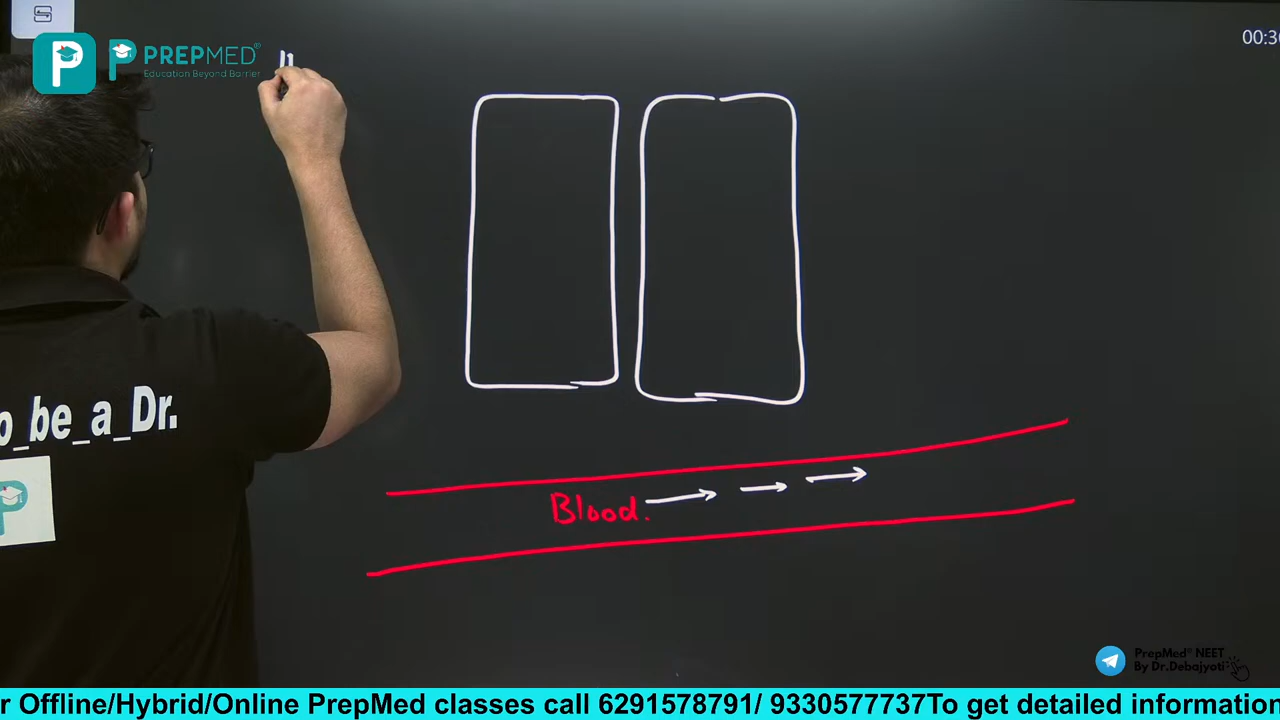 00:30
PREPMED®
Education Beyond Barrier
o_be_a_Dr.
Blood.
PrepMed® NEET
By Dr.Debajyoti
r Offline/Hybrid/Online PrepMed classes call 6291578791/ 9330577737To get detailed information